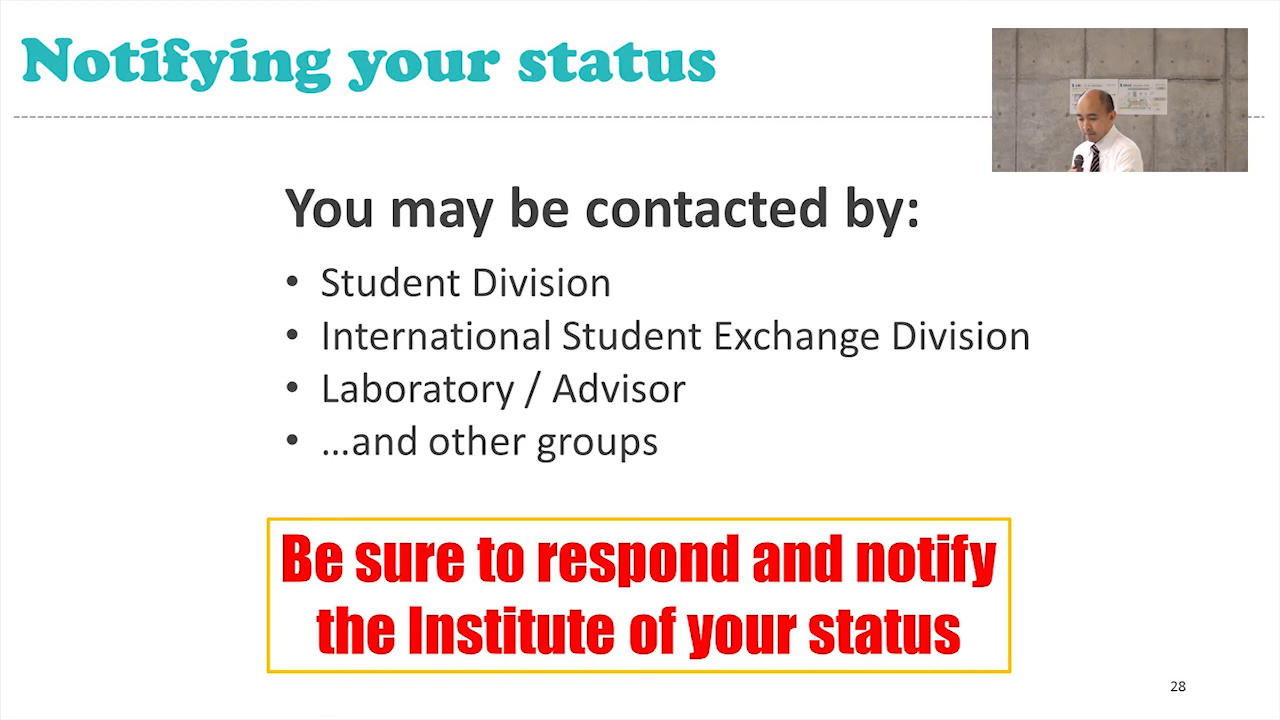 Notifying your status
You may be contacted by:
• Student Division
• International Student Exchange Division
• Laboratory / Advisor
• …and other groups
Be sure to respond and notify
the Institute of your status
28